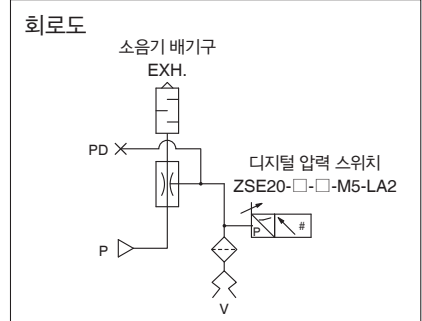 회로도
소음기 배기구
EXH.
PD
디지털 압력 스위치
ZSE20-□-□-M5-LA2
P
#
P
V